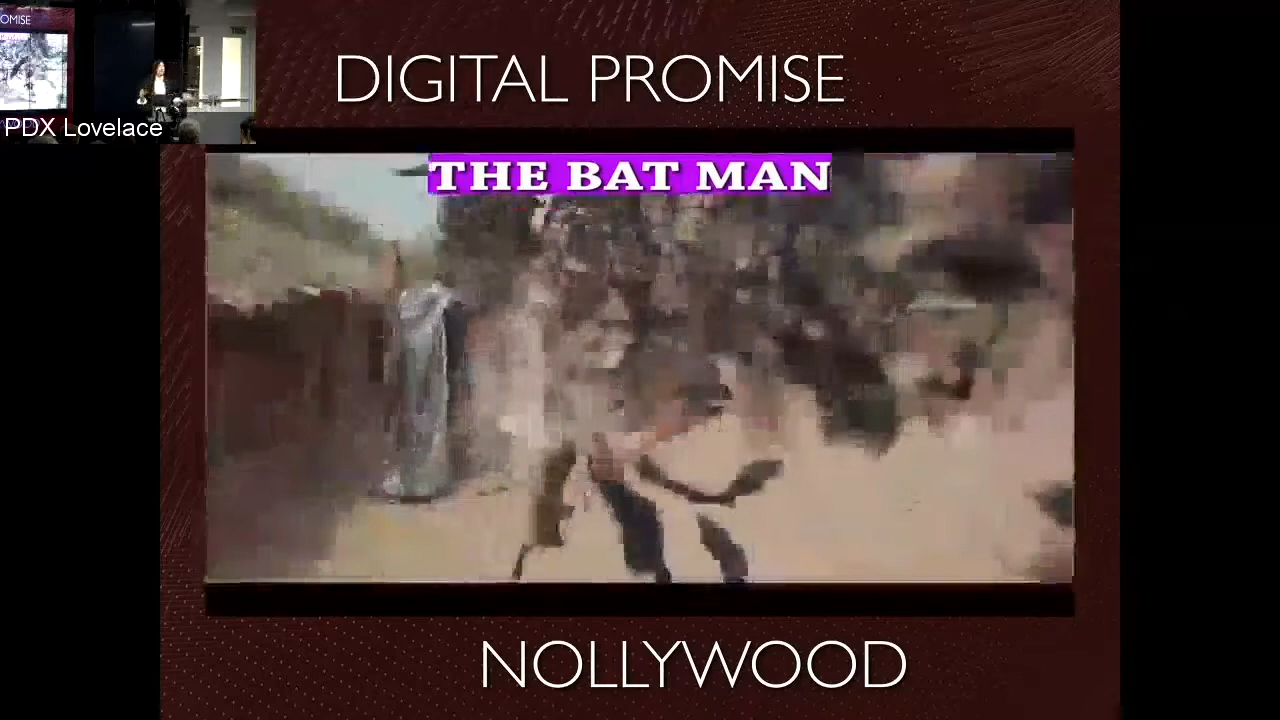 OMISE
PDX Lovelace
DIGITAL PROMISE
THE BAT MAN
NOLLYWOOD